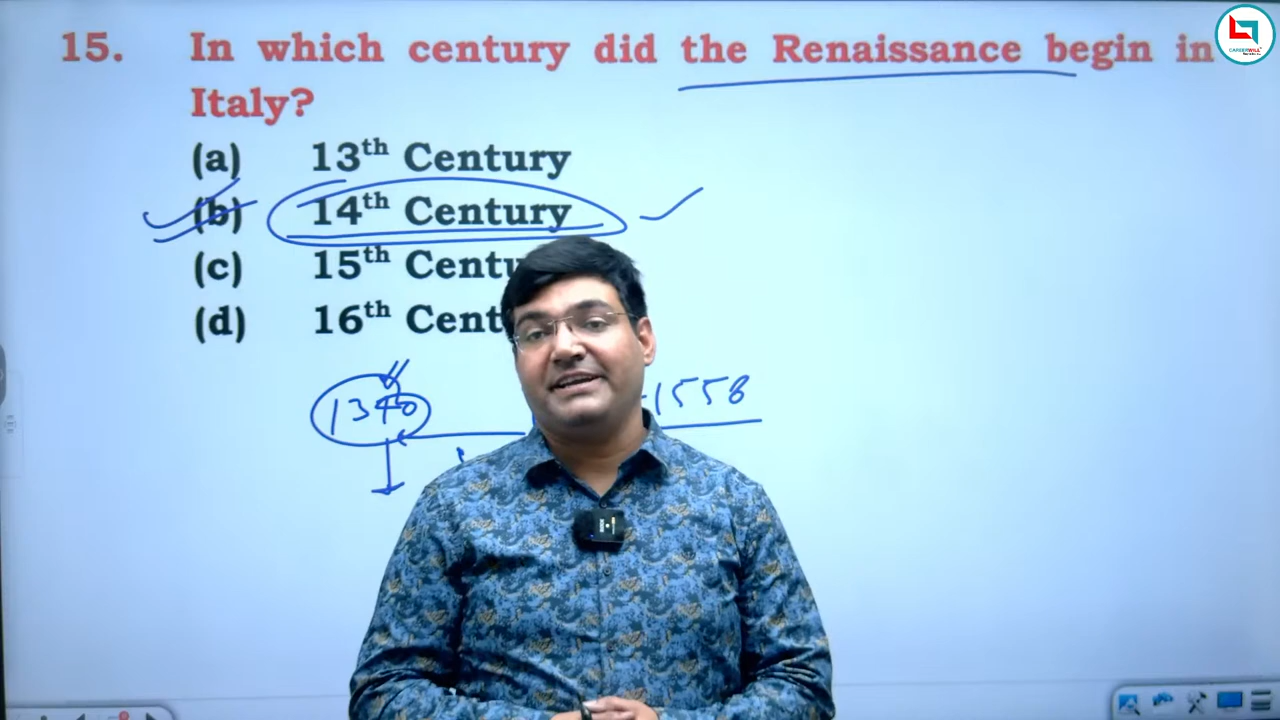 15. In which century did the Renaissance begin in
Italy?
(a) 13th Century
(b) 14th Century
(c) 15th Centu
(d) 16th Cent
1340
-1558
CAREERWILL